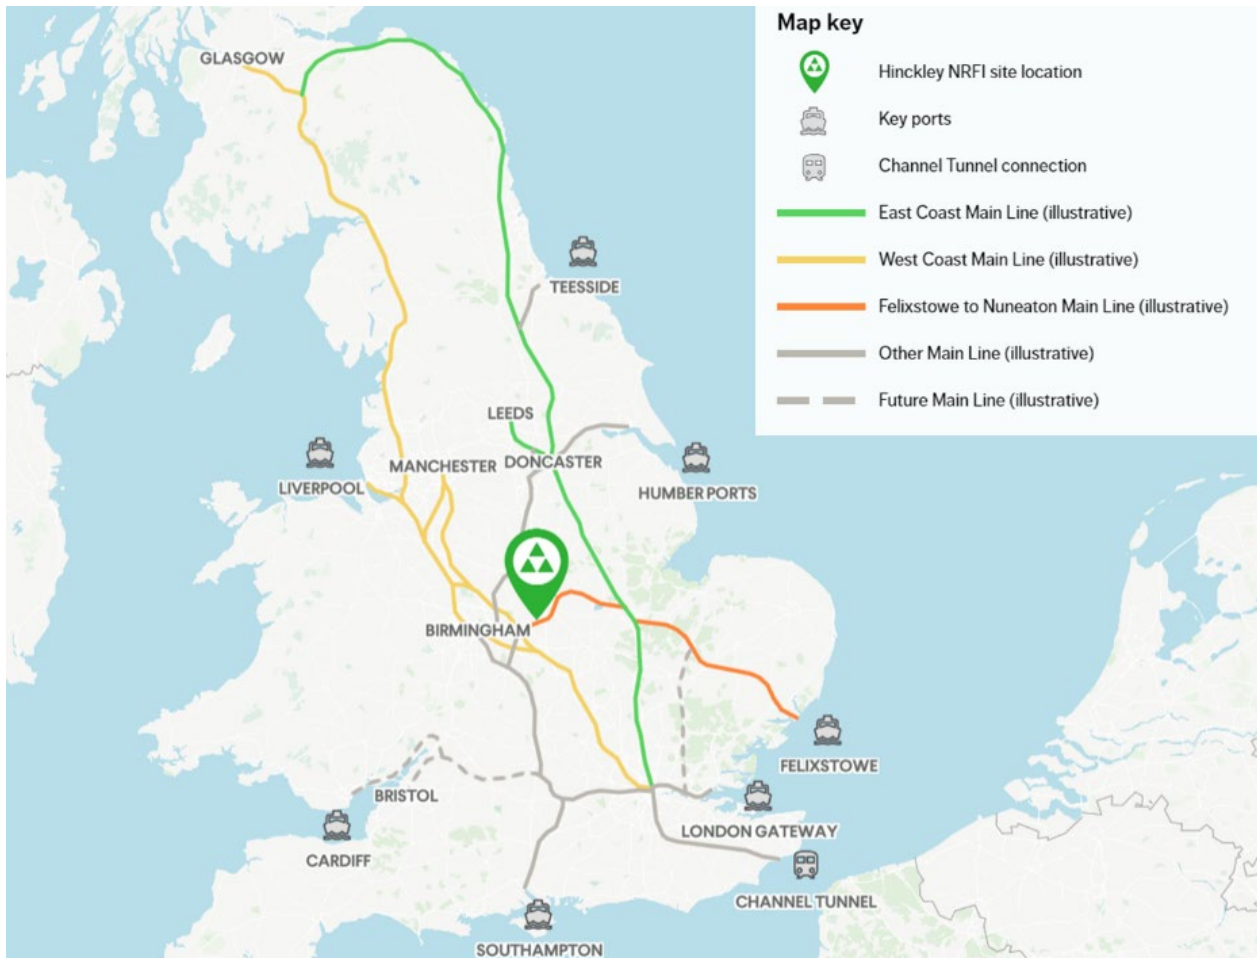 Map key
Hinckley NRFI site location
Key ports
Channel Tunnel connection
East Coast Main Line (illustrative)
West Coast Main Line (illustrative)
Felixstowe to Nuneaton Main Line (illustrative)
Other Main Line (illustrative)
Future Main Line (illustrative)
GLASGOW
TEESSIDE
LEEDS
MANCHESTER
DONCASTER
LIVERPOOL
HUMBER PORTS
BIRMINGHAM
FELIXSTOWE
BRISTOL
LONDON GATEWAY
CARDIFF
CHANNEL TUNNEL
SOUTHAMPTON